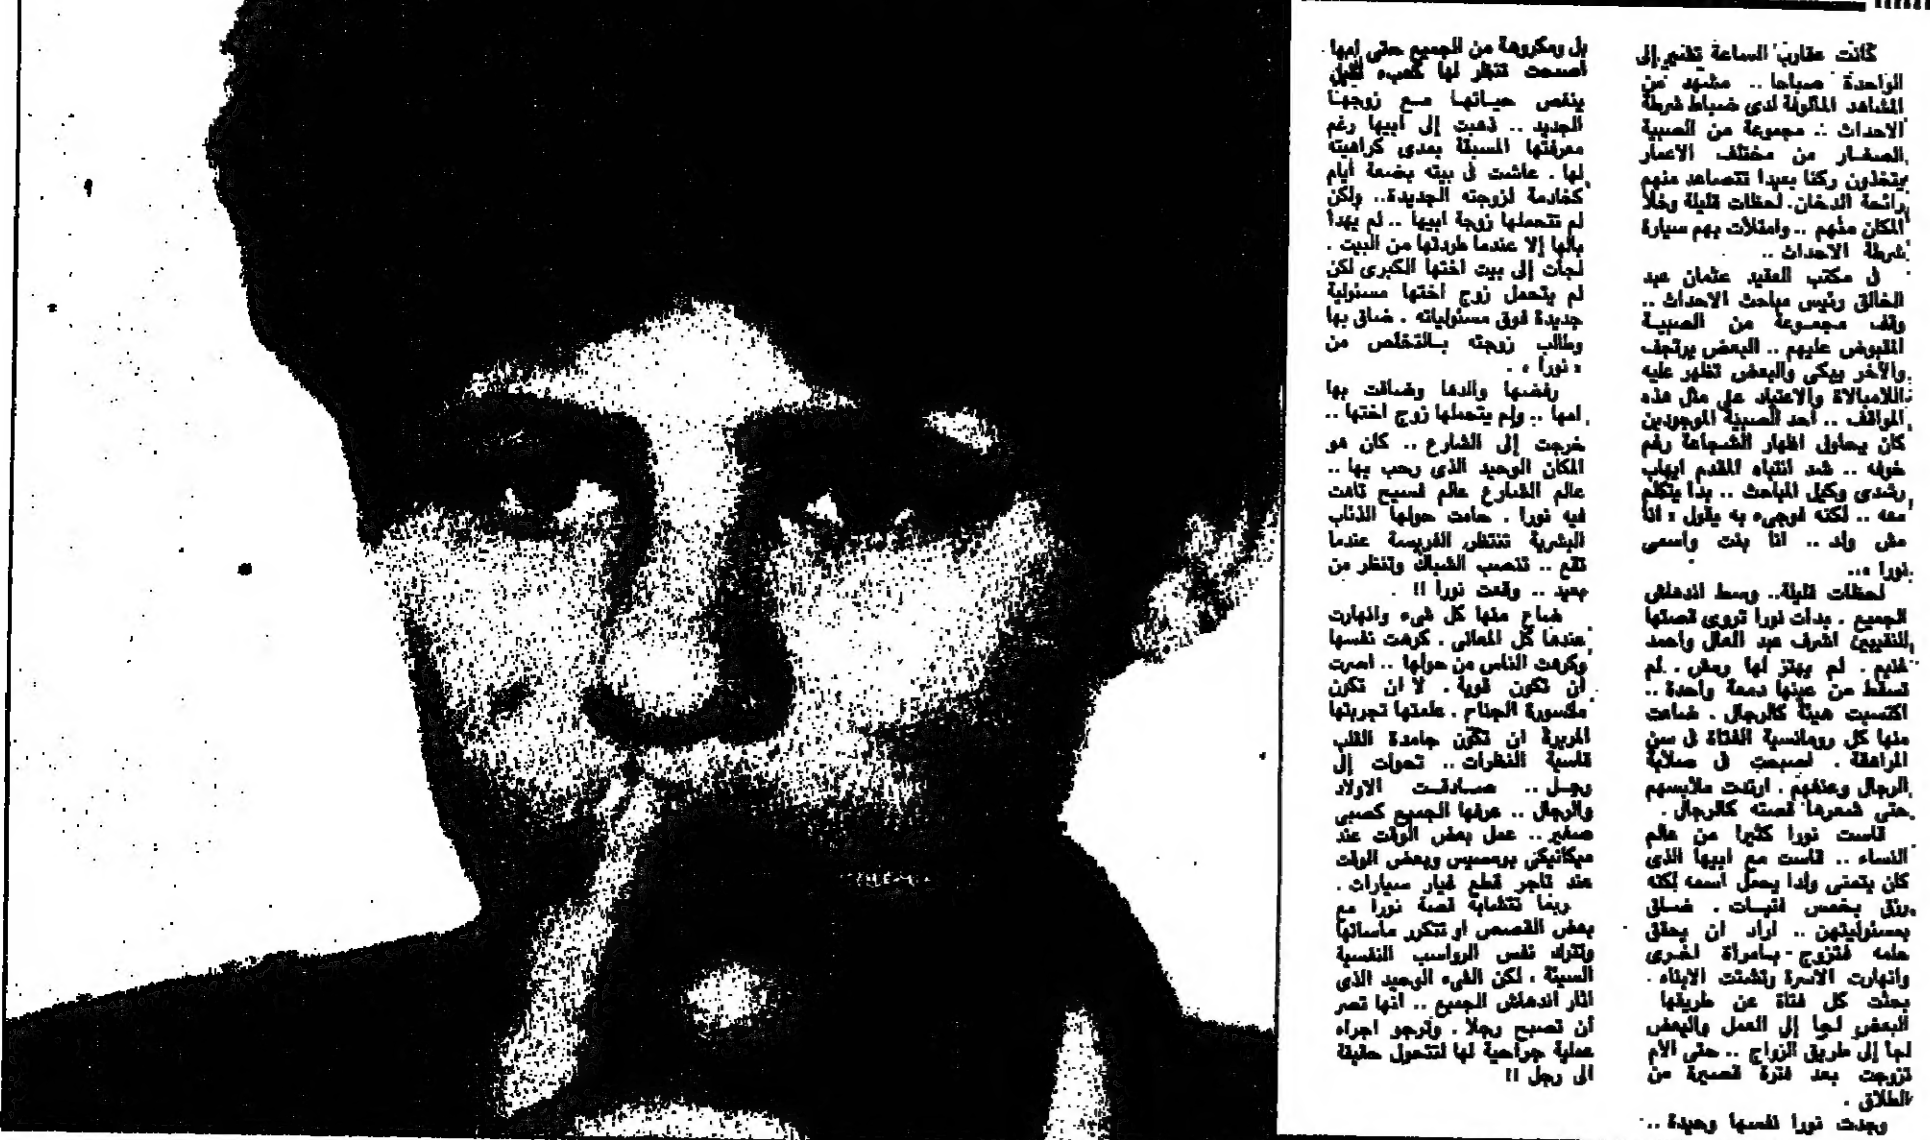 كانت عقارب الساعة تشير إلى
الواحدة صباحا .. مشهد من
المشاهد المألوفة لدى ضباط شرطة
الاحداث .. مجموعة من الصبية
الصغار من مختلف الاعمار
يتخذون ركنا بعيدا تتصاعد منهم
رائحة الدخان. لحظات قليلة وخلا
المكان منهم .. وامتلأت بهم سيارة
شرطة الاحداث ..
فى مكتب العقيد عثمان عبد
الخالق رئيس مباحث الاحداث ..
وقف مجموعة من الصبية
المقبوض عليهم .. البعض يرتجف
والآخر يبكى والبعض تظهر عليه
اللامبالاة والاعتياد على مثل هذه
المواقف .. أحد الصبية الموجودين
كان يحاول اظهار الشجاعة رغم
خوفه .. شد انتباه المقدم ايهاب
رشدى وكيل المباحث .. بدا يتكلم
معه .. لكنه فوجىء به يقول « انا
مش ولد .. انا بنت واسمى
نورا »..
لحظات قليلة.. وسط اندهاش
الجميع . بدأت نورا تروى قصتها
للنقيبين اشرف عبد العال واحمد
غنيم . لم يهتز لها رمش . لم
تسقط من عينها دمعة واحدة ..
اكتسبت هيئة كالرجال . ضاعت
منها كل رومانسية الفتاة فى سن
المراهقة . اصبحت فى صلابة
الرجال وعنفهم . ارتدت ملابسهم
حتى شعرها قصته كالرجال .
قاست نورا كثيرا من عالم
النساء .. قاست مع ابيها الذى
كان يتمنى ولدا يحمل اسمه لكنه
رزق بخمس فتيات . ضاق
بمسئوليتهن .. اراد ان يحقق
حلمه فتزوج بامرأة اخرى
وانهارت الاسرة وتشتت الابناء .
بحثت كل فتاة عن طريقها
البعض لجا إلى العمل والبعض
لجا إلى طريق الزواج .. حتى الأم
تزوجت بعد فترة قصيرة من
الطلاق .
وجدت نورا نفسها وحيدة ..
بل ومكروهة من الجميع حتى امها
اصبحت تنظر لها كعبء ثقيل
ينغص حياتها مع زوجها
الجديد .. ذهبت إلى ابيها رغم
معرفتها المسبقة بمدى كراهيته
لها . عاشت فى بيته بضعة أيام
كخادمة لزوجته الجديدة.. ولكن
لم تتحملها زوجة ابيها .. لم يهدأ
بالها إلا عندما طردتها من البيت .
لجأت إلى بيت اختها الكبرى لكن
لم يتحمل زوج اختها مسئولية
جديدة فوق مسئولياته . ضاق بها
وطالب زوجته بالتخلص من
« نورا » .
رفضها والدها وضاقت بها
امها .. ولم يتحملها زوج اختها ..
خرجت إلى الشارع .. كان هو
المكان الوحيد الذى رحب بها ..
عالم الشارع عالم فسيح تاهت
فيه نورا . حامت حولها الذئاب
البشرية تنتظر الفريسة عندما
تقع .. تنصب الشباك وتنظر من
بعيد .. وقعت نورا !!
ضاع منها كل شىء وانهارت
عندها كل المعانى . كرهت نفسها
وكرهت الناس من حولها .. اصرت
ان تكون قوية . لا ان تكون
مكسورة الجناح . علمتها تجربتها
المريرة ان تكون جامدة القلب
قاسية النظرات .. تحولت إلى
رجل .. صادقت الاولاد
والرجال .. عرفها الجميع كصبى
صغير .. عمل بعض الوقت عند
ميكانيكى برمسيس وبعض الوقت
عند تاجر قطع غيار سيارات .
ربما تتشابه قصة نورا مع
بعض القصص او تتكرر مأساتها
وتترك نفس الرواسب النفسية
السيئة . لكن الشىء الوحيد الذى
اثار اندهاش الجميع .. انها تصر
أن تصبح رجلا . وترجو اجراء
عملية جراحية لها لتتحول حقيقة
الى رجل !!